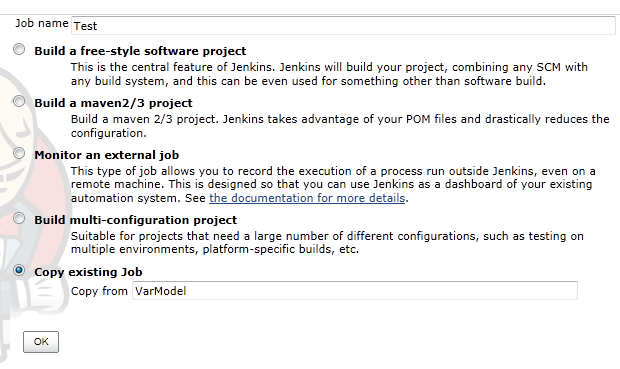 Job name Test
Build a free-style software project
This is the central feature of Jenkins. Jenkins will build your project, combining any SCM with
any build system, and this can be even used for something other than software build.
Build a maven2/3 project
Build a maven 2/3 project. Jenkins takes advantage of your POM files and drastically reduces the
configuration.
Monitor an external job
This type of job allows you to record the execution of a process run outside Jenkins, even on a
remote machine. This is designed so that you can use Jenkins as a dashboard of your existing
automation system. See the documentation for more details.
Build multi-configuration project
Suitable for projects that need a large number of different configurations, such as testing on
multiple environments, platform-specific builds, etc.
Copy existing Job
Copy from VarModel
OK